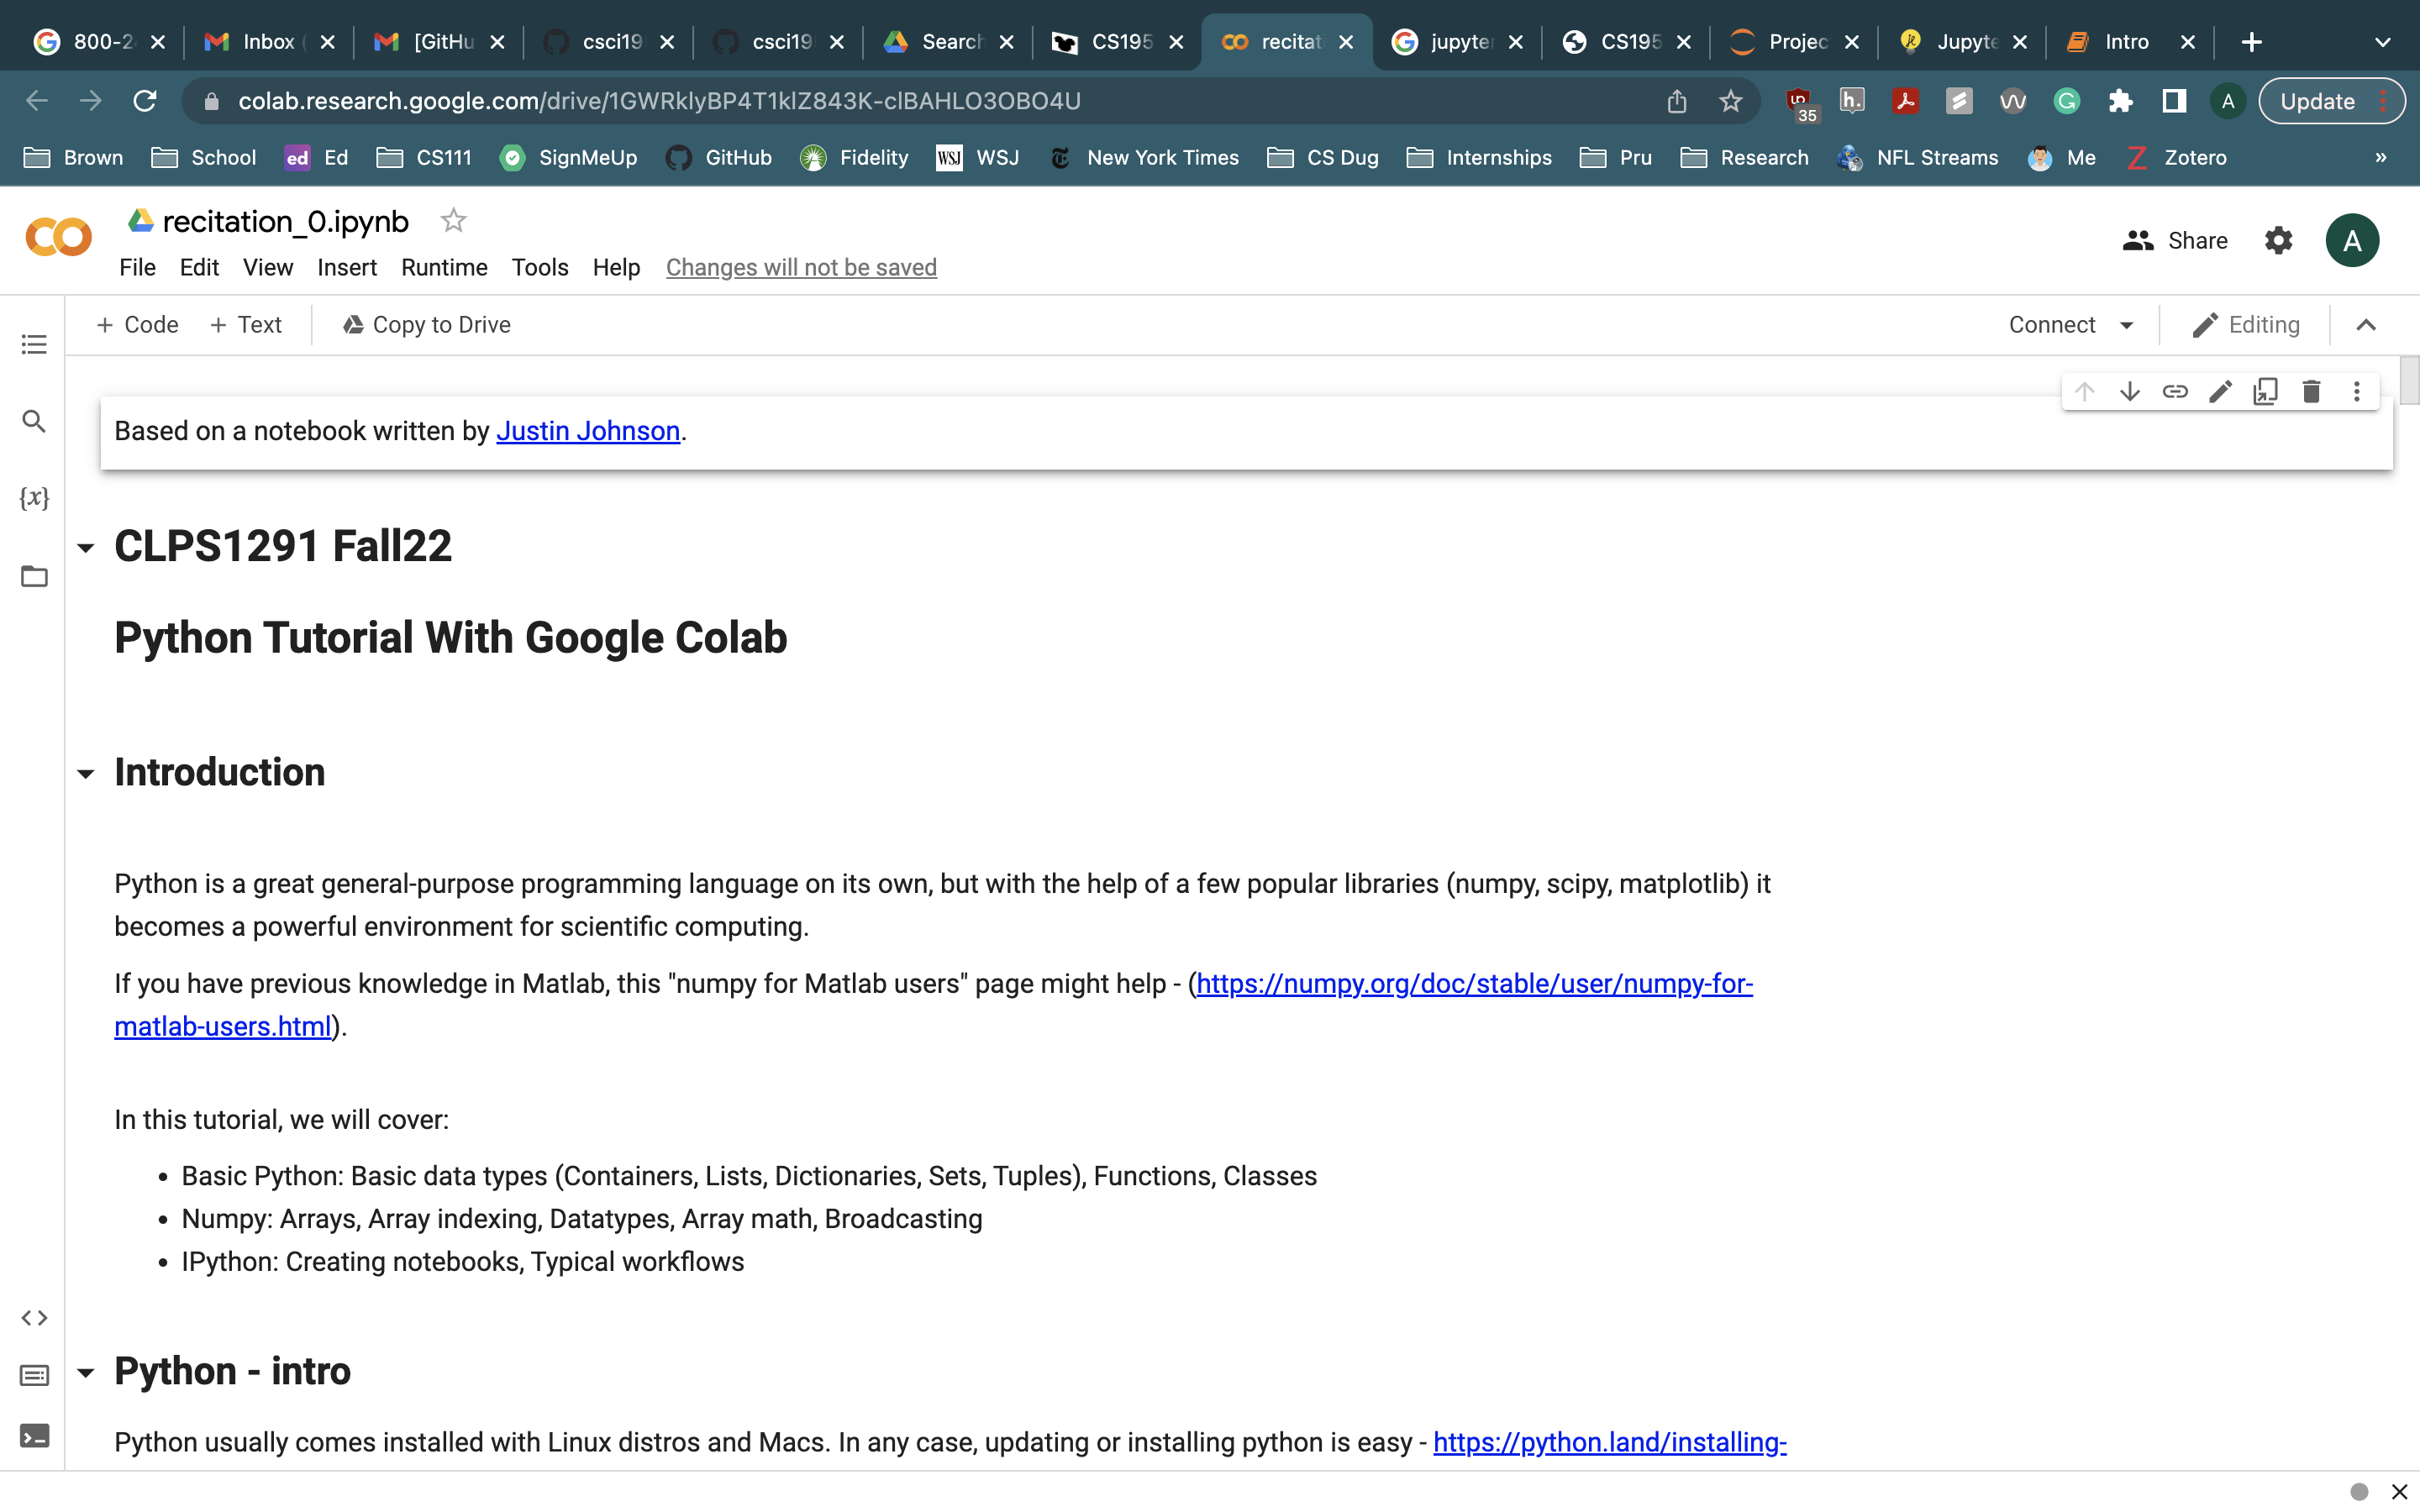 800-2 Inbox ( [GitHu csci19 csci19 Search CS195 recitat jupyter CS195 Projec Jupyte Intro
colab.research.google.com/drive/1GWRklyBP4T1klZ843K-clBAHLO3OBO4U 35 A Update
Brown School ed Ed CS111 SignMeUp GitHub Fidelity WSJ WSJ New York Times CS Dug Internships Pru Research NFL Streams Me Zotero »
recitation_0.ipynb
Share A
File Edit View Insert Runtime Tools Help Changes will not be saved
+ Code + Text Copy to Drive Connect Editing
Based on a notebook written by Justin Johnson.
{x}
CLPS1291 Fall22
Python Tutorial With Google Colab
Introduction
Python is a great general-purpose programming language on its own, but with the help of a few popular libraries (numpy, scipy, matplotlib) it
becomes a powerful environment for scientific computing.
If you have previous knowledge in Matlab, this "numpy for Matlab users" page might help - (https://numpy.org/doc/stable/user/numpy-for-
matlab-users.html).
In this tutorial, we will cover:
• Basic Python: Basic data types (Containers, Lists, Dictionaries, Sets, Tuples), Functions, Classes
• Numpy: Arrays, Array indexing, Datatypes, Array math, Broadcasting
• IPython: Creating notebooks, Typical workflows
Python - intro
Python usually comes installed with Linux distros and Macs. In any case, updating or installing python is easy - https://python.land/installing-